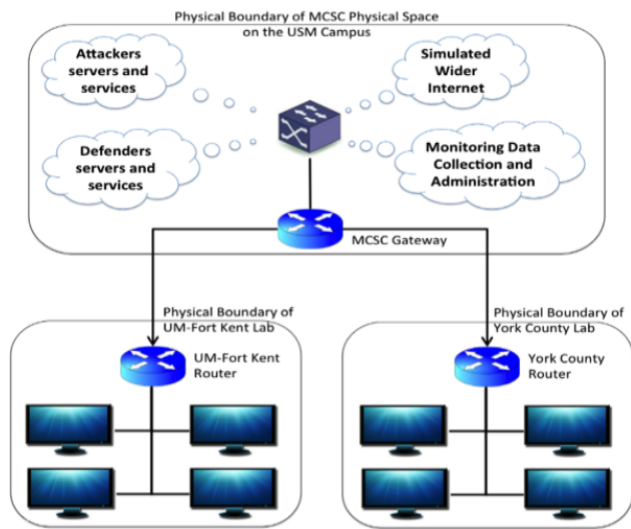 Physical Boundary of MCSC Physical Space
on the USM Campus
Attackers
servers and
services
Simulated
Wider
Internet
Defenders
servers and
services
Monitoring Data
Collection and
Administration
MCSC Gateway
Physical Boundary of
UM-Fort Kent Lab
UM-Fort Kent
Router
Physical Boundary of
York County Lab
York County
Router